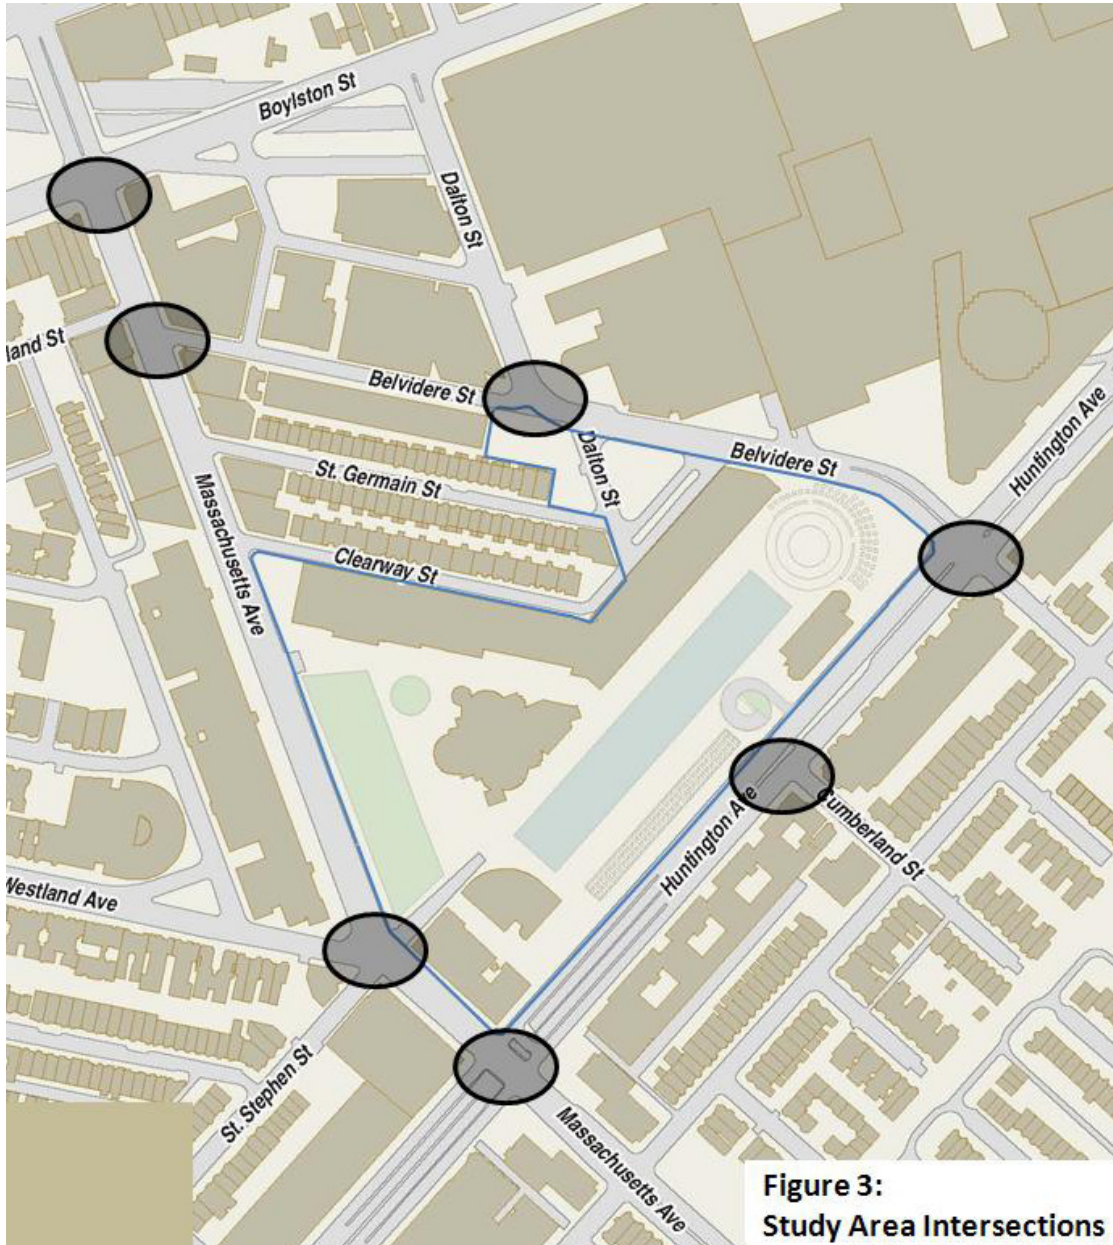 Boylston St
Dalton St
land St
Belvidere St
Huntington Ave
Dalton St
Belvidere St
St. Germain St
Massachusetts Ave
Clearway St
Huntington Ave
Cumberland St
Westland Ave
St. Stephen St
Massachusetts Ave
Figure 3:
Study Area Intersections